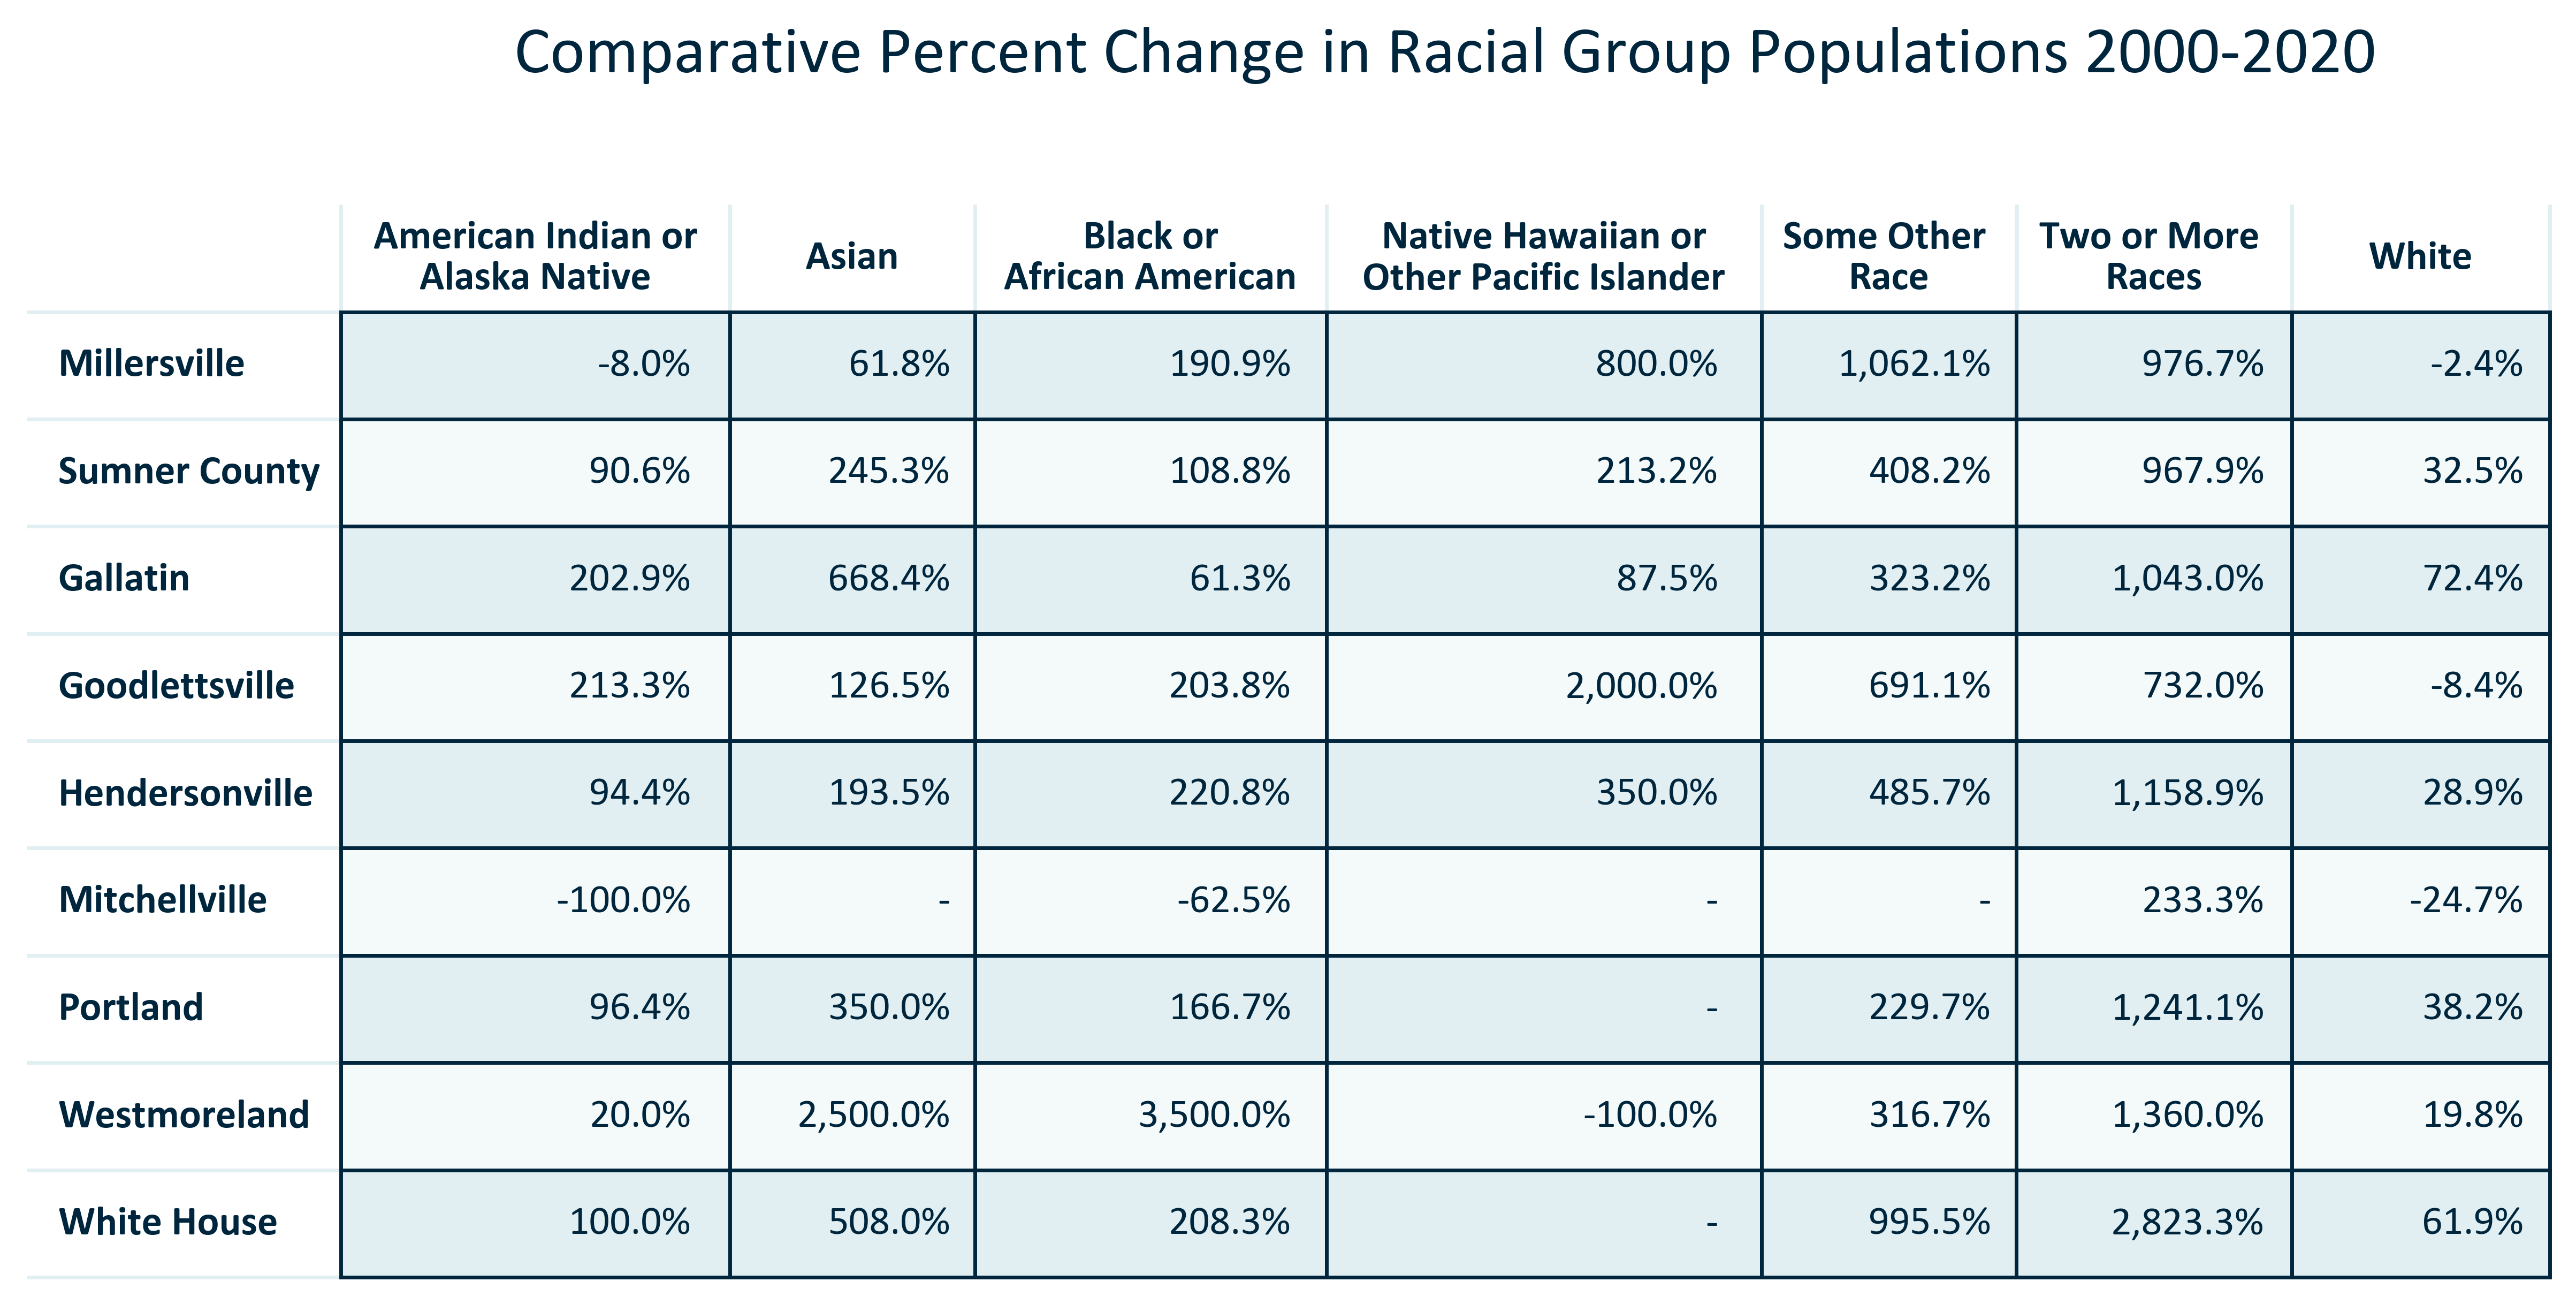 Comparative Percent Change in Racial Group Populations 2000-2020
American Indian or Alaska Native Asian Black or African American Native Hawaiian or Other Pacific Islander Some Other Race Two or More Races White
Millersville -8.0% 61.8% 190.9% 800.0% 1,062.1% 976.7% -2.4%
Sumner County 90.6% 245.3% 108.8% 213.2% 408.2% 967.9% 32.5%
Gallatin 202.9% 668.4% 61.3% 87.5% 323.2% 1,043.0% 72.4%
Goodlettsville 213.3% 126.5% 203.8% 2,000.0% 691.1% 732.0% -8.4%
Hendersonville 94.4% 193.5% 220.8% 350.0% 485.7% 1,158.9% 28.9%
Mitchellville -100.0% - -62.5% - - 233.3% -24.7%
Portland 96.4% 350.0% 166.7% - 229.7% 1,241.1% 38.2%
Westmoreland 20.0% 2,500.0% 3,500.0% -100.0% 316.7% 1,360.0% 19.8%
White House 100.0% 508.0% 208.3% - 995.5% 2,823.3% 61.9%